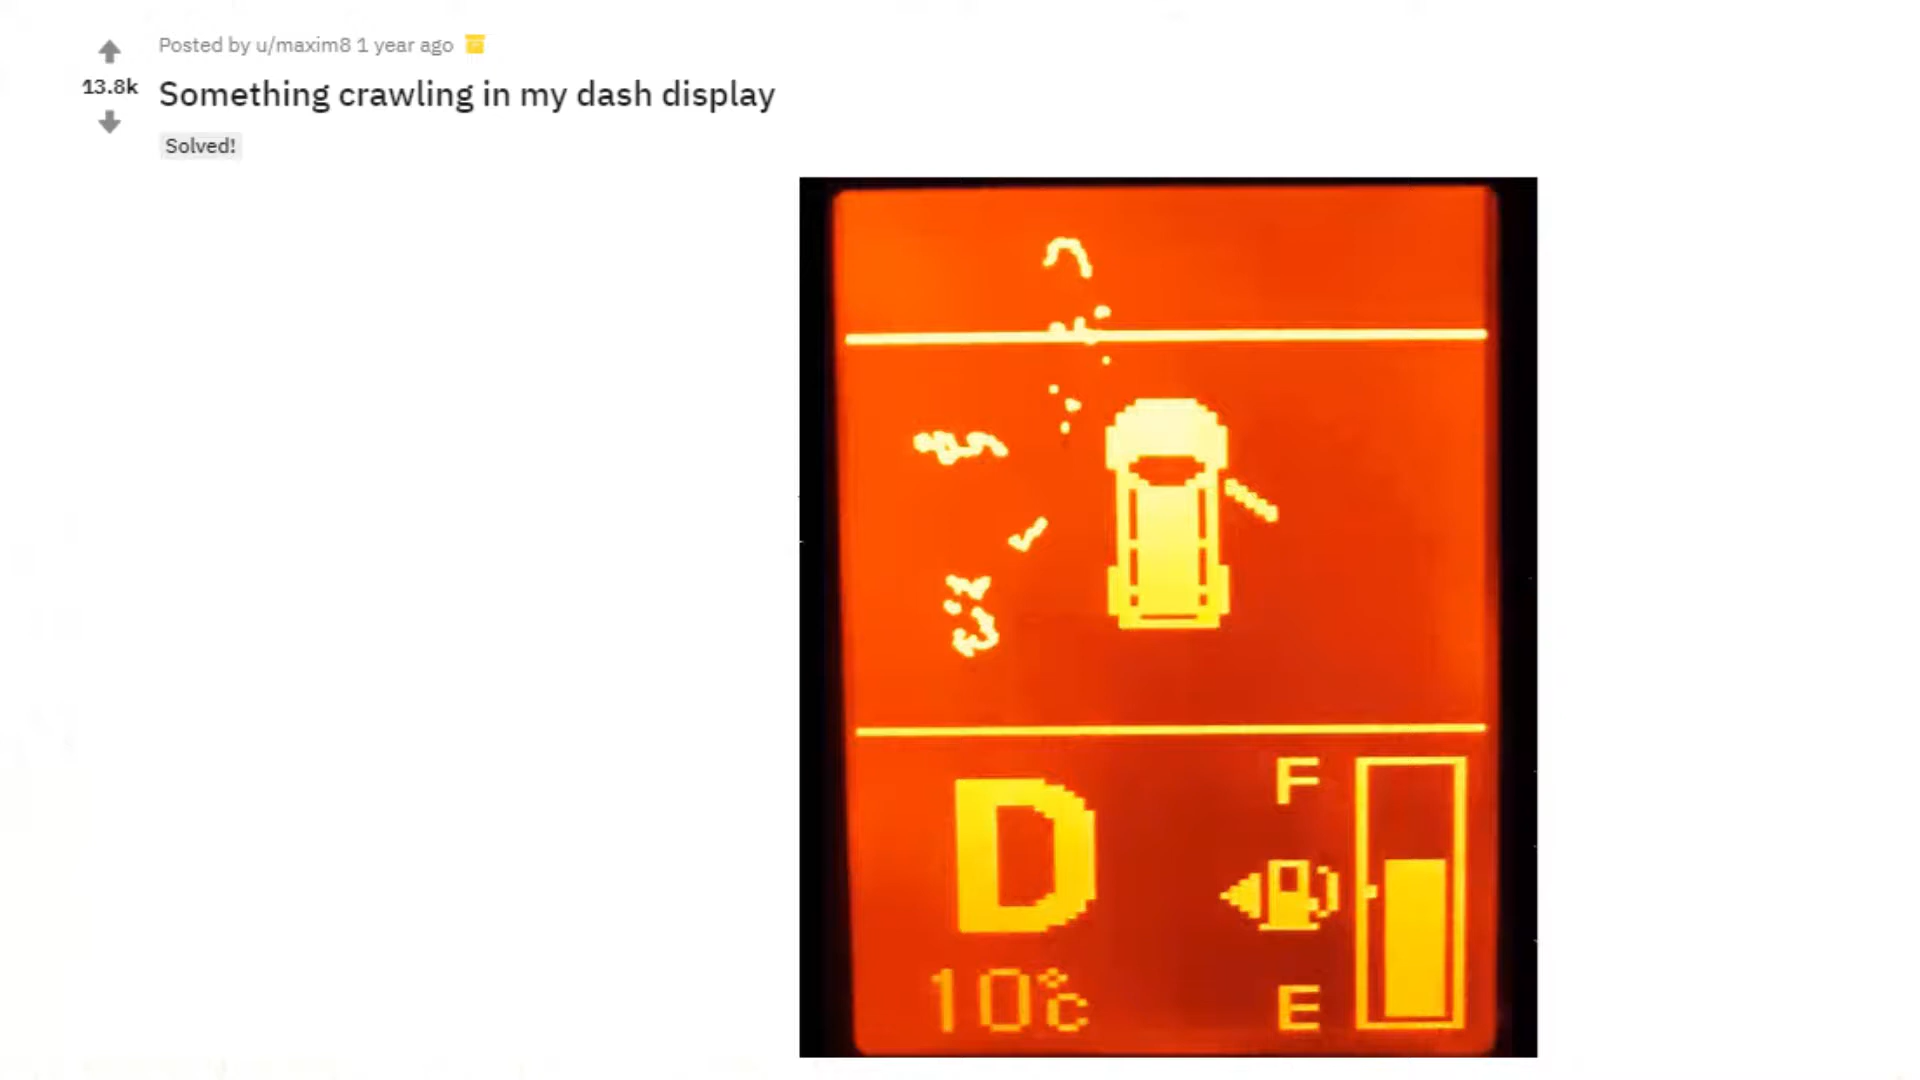 Posted by u/maxim8 1 year ago
13.8k
Something crawling in my dash display
Solved!
F
D
10°c
E